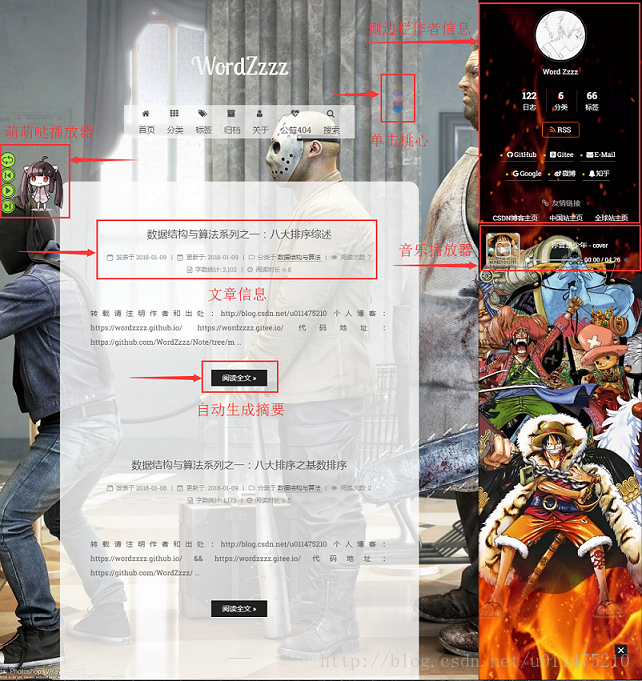 WordZzzz
首页 分类 标签 归档 关于 公益404 搜索
萌萌哒播放器
单击桃心
侧边栏作者信息
Word Zzzz
122 6 66
日志 分类 标签
RSS
GitHub Gitee E-Mail
Google 微博 知乎
友情链接
CSDN博客主页 中国站主页 全球站主页
音乐播放器
少年 - cover
00:00 / 04:26
数据结构与算法系列之一：八大排序综述
发表于 2018-01-09 | 更新于: 2018-01-09 | 分类于 数据结构与算法 | 阅读次数: 7
字数统计: 2,102 | 阅读时长 ≈ 8
文章信息
转载请注明作者和出处：http://blog.csdn.net/u011475210 个人博客：
https://wordzzzz.github.io/ https://wordzzzz.gitee.io/ 代码地址：
https://github.com/WordZzzz/Note/tree/m ...
阅读全文 »
自动生成摘要
数据结构与算法系列之一：八大排序之基数排序
发表于 2018-01-08 | 更新于: 2018-01-09 | 分类于 数据结构与算法 | 阅读次数: 2
字数统计: 1,173 | 阅读时长 ≈ 5
转载请注明作者和出处：http://blog.csdn.net/u011475210 个人博客：
https://wordzzzz.github.io/ && https://wordzzzz.gitee.io/ 代码地址：
https://github.com/WordZzzz/ ...
阅读全文 »
http://blog.csdn.net/u011475210